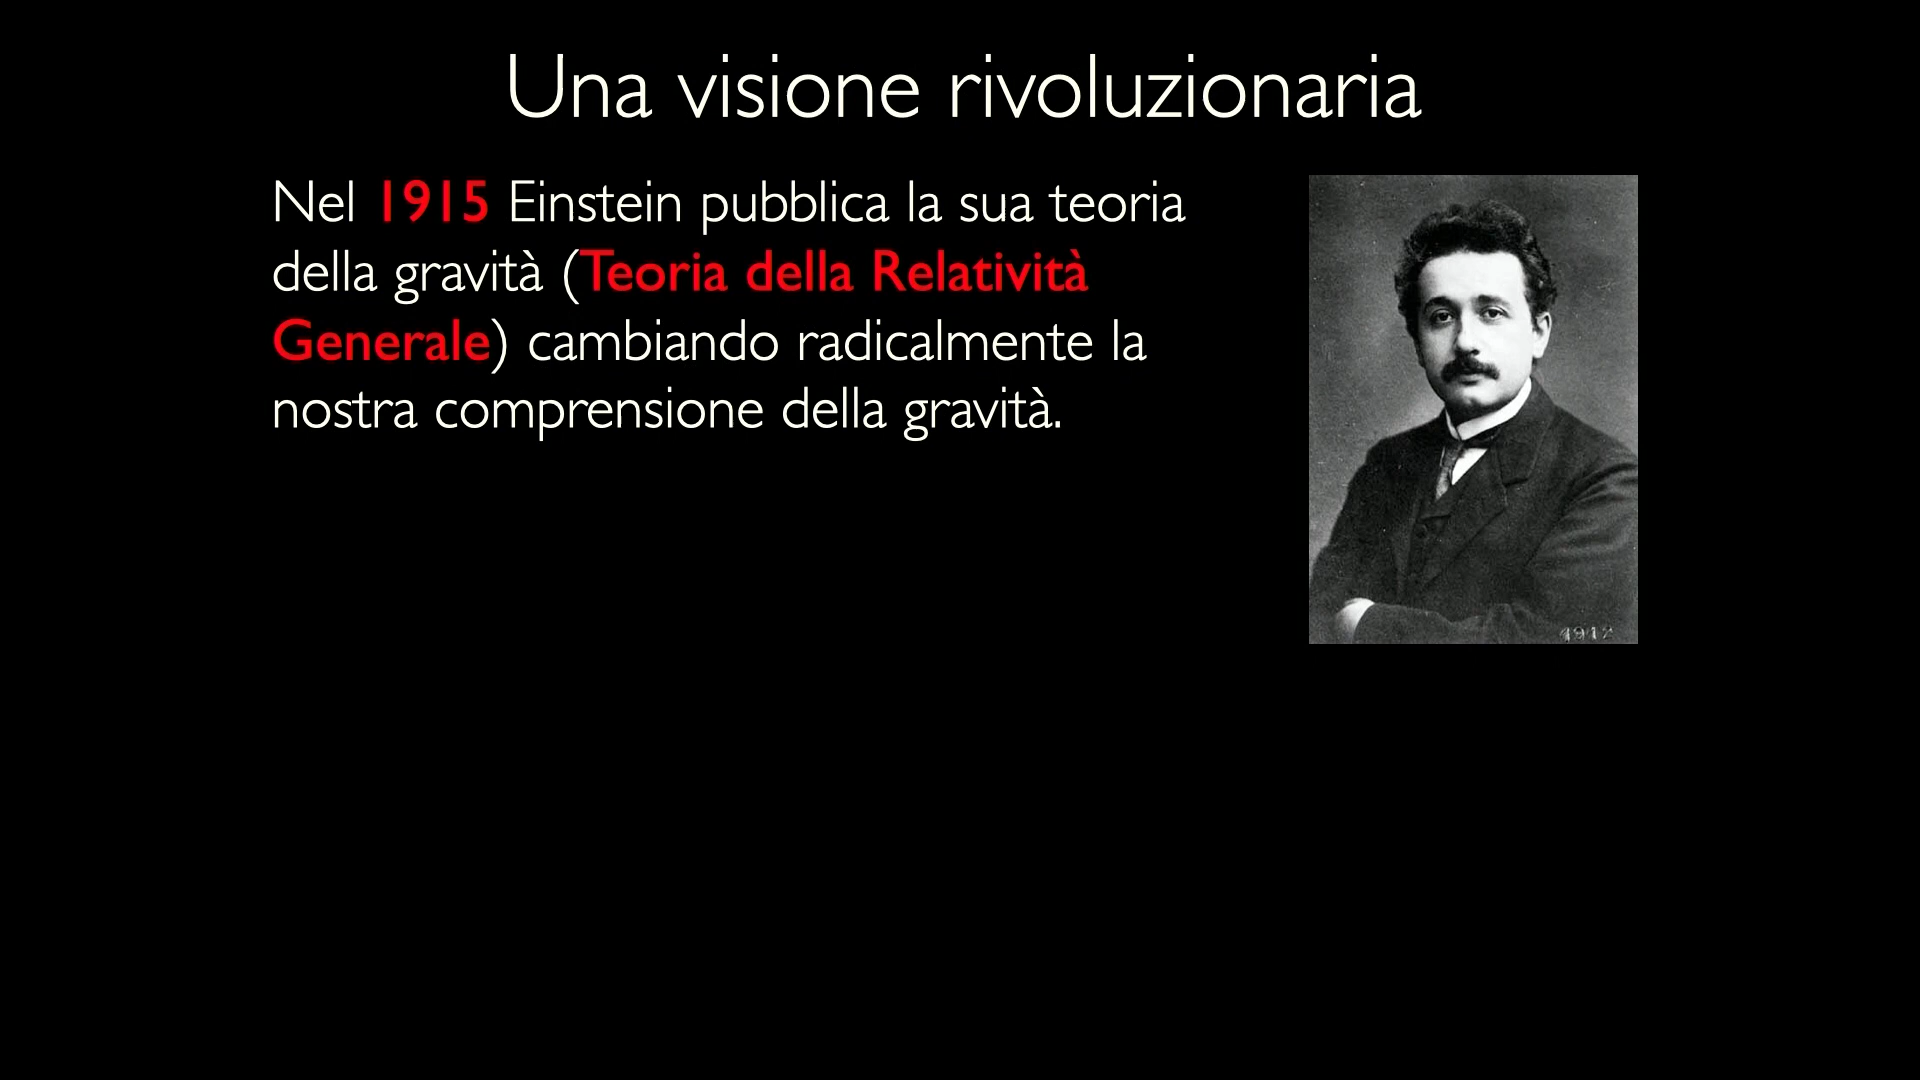 Una visione rivoluzionaria
Nel 1915 Einstein pubblica la sua teoria
della gravità (Teoria della Relatività
Generale) cambiando radicalmente la
nostra comprensione della gravità.
1912